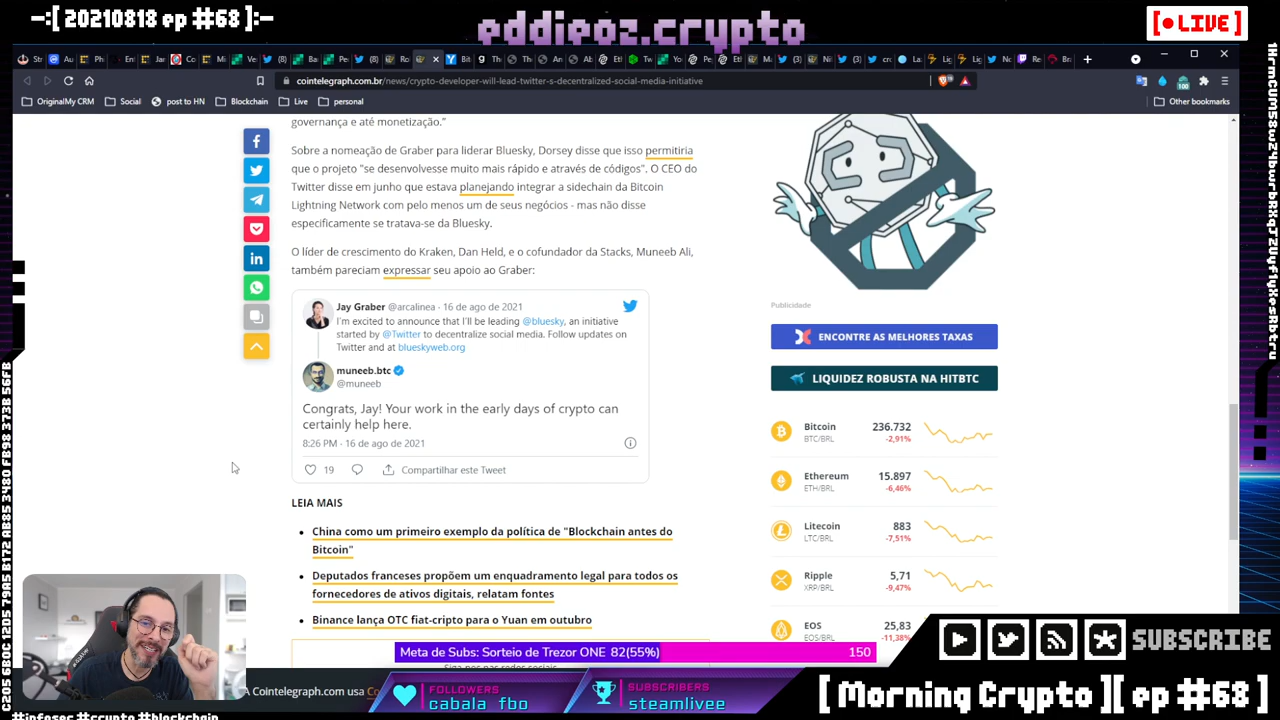 -:[ 20210818 ep #68 ]:-
eddieoz.crypto
[● LIVE]
cointelegraph.com.br/news/crypto-developer-will-lead-twitter-s-decentralized-social-media-initiative
OriginalMy CRM
Social
post to HN
Blockchain
Live
personal
Other bookmarks
governança e até monetização."
Sobre a nomeação de Graber para liderar Bluesky, Dorsey disse que isso permitiria
que o projeto "se desenvolvesse muito mais rápido e através de códigos". O CEO do
Twitter disse em junho que estava planejando integrar a sidechain da Bitcoin
Lightning Network com pelo menos um de seus negócios - mas não disse
especificamente se tratava-se da Bluesky.
O líder de crescimento do Kraken, Dan Held, e o cofundador da Stacks, Muneeb Ali,
também pareciam expressar seu apoio ao Graber:
Jay Graber @arcalinea · 16 de ago de 2021
I'm excited to announce that I'll be leading @bluesky, an initiative
started by @Twitter to decentralize social media. Follow updates on
Twitter and at blueskyweb.org
muneeb.btc
@muneeb
Congrats, Jay! Your work in the early days of crypto can
certainly help here.
8:26 PM · 16 de ago de 2021
19
Compartilhar este Tweet
LEIA MAIS
China como um primeiro exemplo da política de "Blockchain antes do
Bitcoin"
Deputados franceses propõem um enquadramento legal para todos os
fornecedores de ativos digitais, relatam fontes
Binance lança OTC fiat-cripto para o Yuan em outubro
Siga-nos nas redes sociais
A Cointelegraph.com usa
Publicidade
ENCONTRE AS MELHORES TAXAS
LIQUIDEZ ROBUSTA NA HITBTC
Bitcoin 236.732
BTC/BRL -2,91%
Ethereum 15.897
ETH/BRL -6,46%
Litecoin 883
LTC/BRL -7,51%
Ripple 5,71
XRP/BRL -9,47%
EOS 25,83
EOS/BRL -11,38%
Meta de Subs: Sorteio de Trezor ONE 82(55%) 150
FOLLOWERS
cabala_fbo
SUBSCRIBERS
steamlivee
SUBSCRIBE
[ Morning Crypto ][ ep #68 ]
#infosec #crypto #blockchain